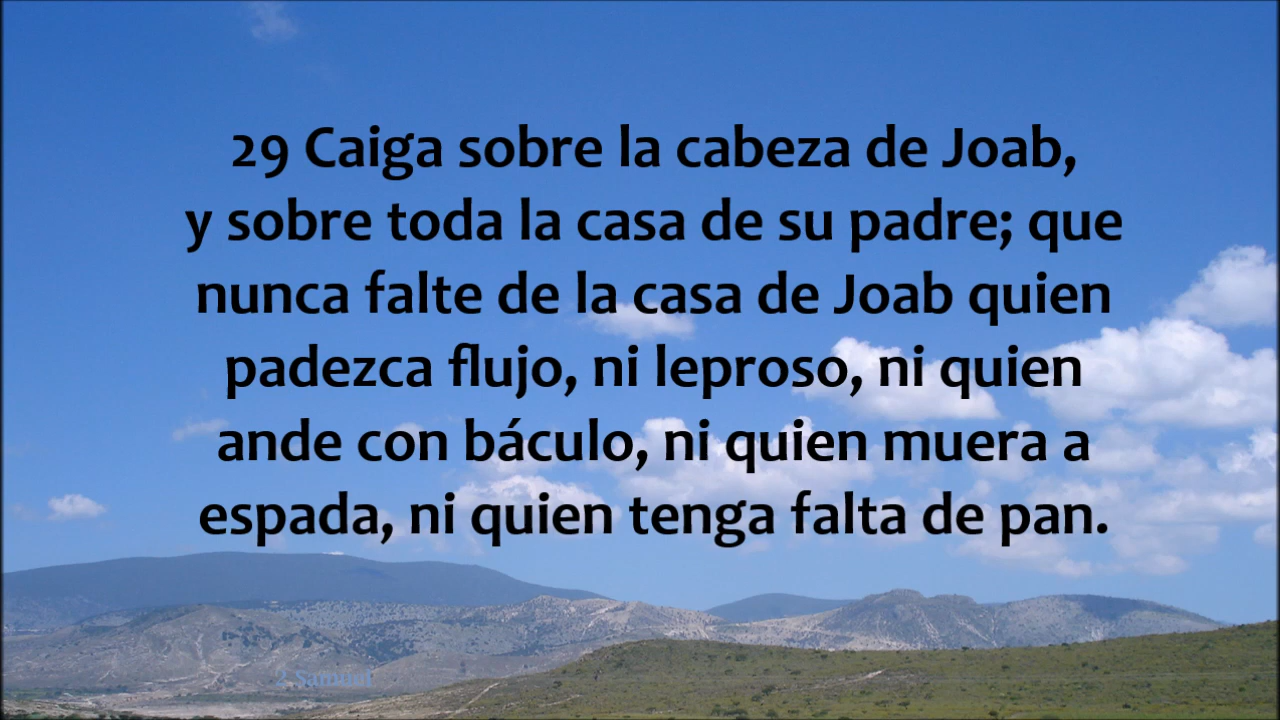 29 Caiga sobre la cabeza de Joab,
y sobre toda la casa de su padre; que
nunca falte de la casa de Joab quien
padezca flujo, ni leproso, ni quien
ande con báculo, ni quien muera a
espada, ni quien tenga falta de pan.
2 Samuel